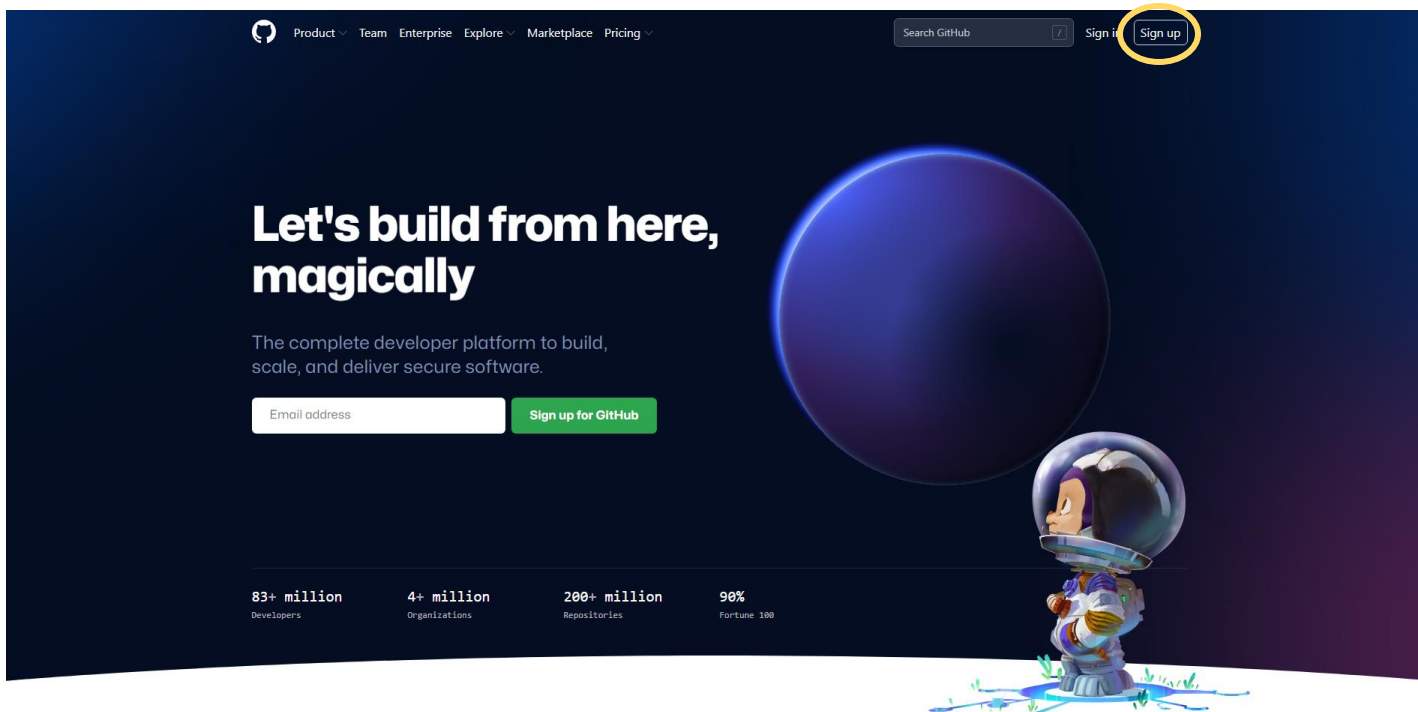 Product Team Enterprise Explore Marketplace Pricing Search GitHub / Sign in Sign up
Let's build from here,
magically
The complete developer platform to build,
scale, and deliver secure software.
Email address Sign up for GitHub
83+ million 4+ million 200+ million 90%
Developers Organizations Repositories Fortune 100